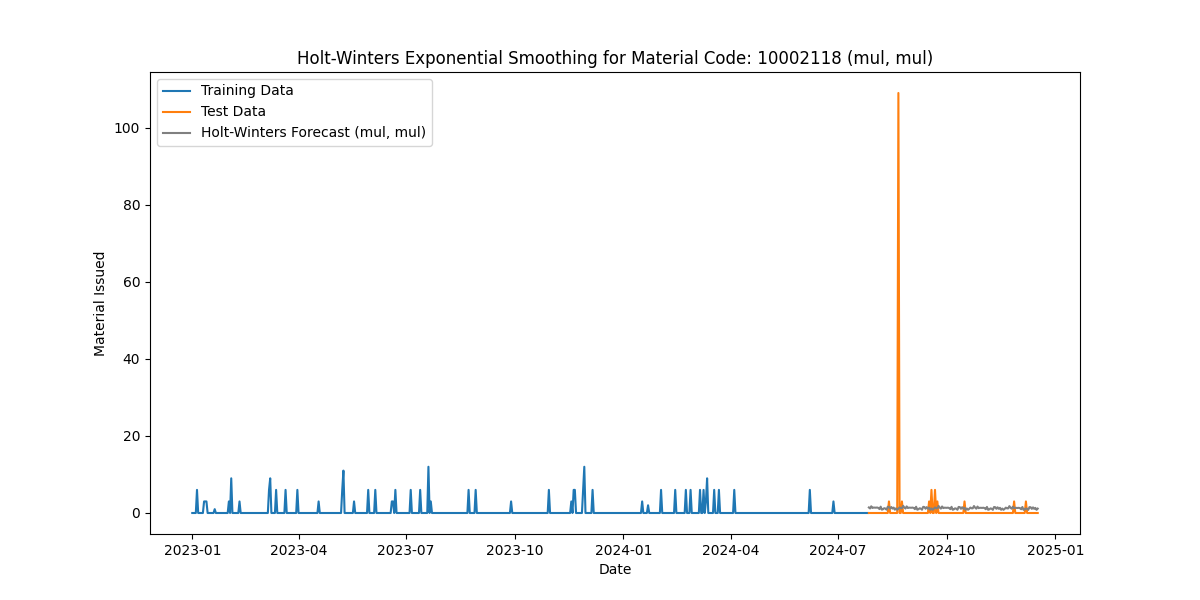 Holt-Winters Exponential Smoothing for Material Code: 10002118 (mul, mul)
Training Data
Test Data
Holt-Winters Forecast (mul, mul)
100
80
60
40
20
0
Material Issued
2023-01 2023-04 2023-07 2023-10 2024-01 2024-04 2024-07 2024-10 2025-01
Date